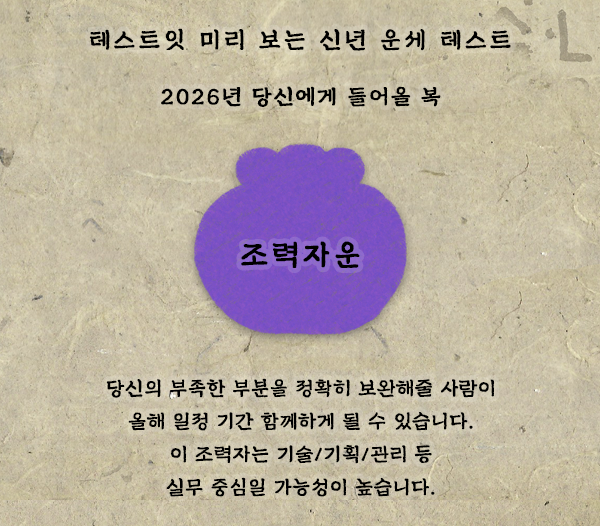 테스트잇 미리 보는 신년 운세 테스트
2026년 당신에게 들어올 복
조력자운
당신의 부족한 부분을 정확히 보완해줄 사람이
올해 일정 기간 함께하게 될 수 있습니다.
이 조력자는 기술/기획/관리 등
실무 중심일 가능성이 높습니다.